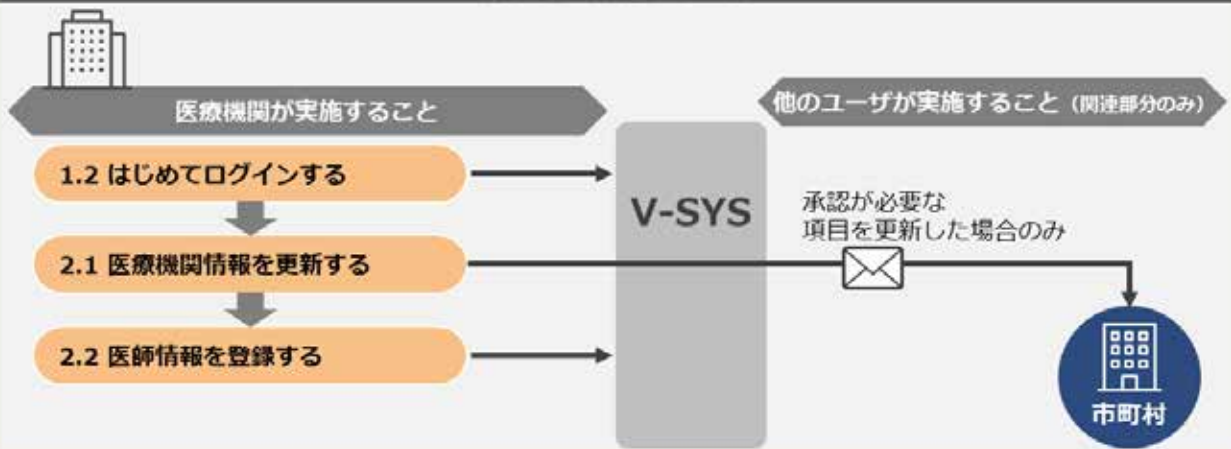 医療機関が実施すること
他のユーザが実施すること（関連部分のみ）
1.2 はじめてログインする
2.1 医療機関情報を更新する
2.2 医師情報を登録する
V-SYS
承認が必要な
項目を更新した場合のみ
市町村